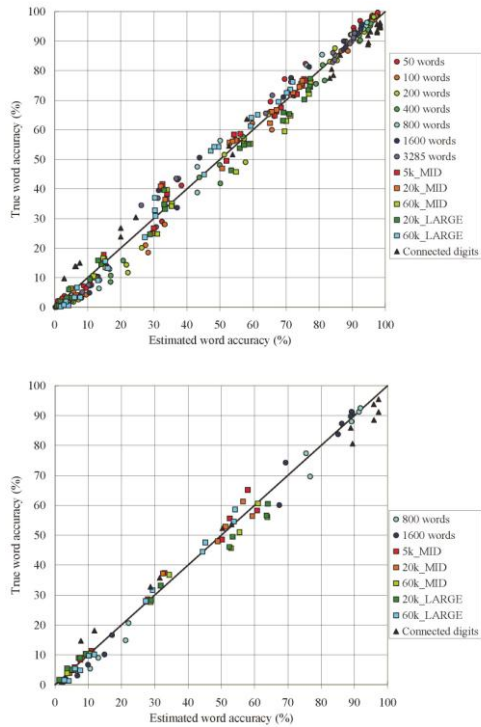 100
90
80
70
60
50
40
30
20
10
0
True word accuracy (%)
0 10 20 30 40 50 60 70 80 90 100
Estimated word accuracy (%)
50 words
100 words
200 words
400 words
800 words
1600 words
3285 words
5k_MID
20k_MID
60k_MID
20k_LARGE
60k_LARGE
Connected digits
100
90
80
70
60
50
40
30
20
10
0
True word accuracy (%)
0 10 20 30 40 50 60 70 80 90 100
Estimated word accuracy (%)
800 words
1600 words
5k_MID
20k_MID
60k_MID
20k_LARGE
60k_LARGE
Connected digits